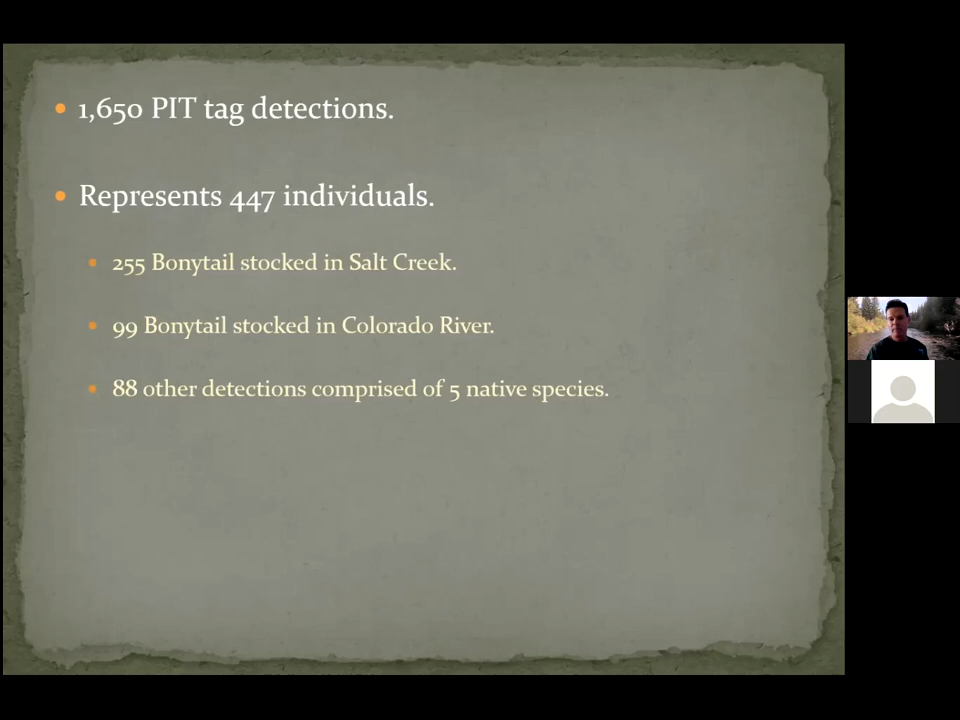 1,650 PIT tag detections.
Represents 447 individuals.
255 Bonytail stocked in Salt Creek.
99 Bonytail stocked in Colorado River.
88 other detections comprised of 5 native species.